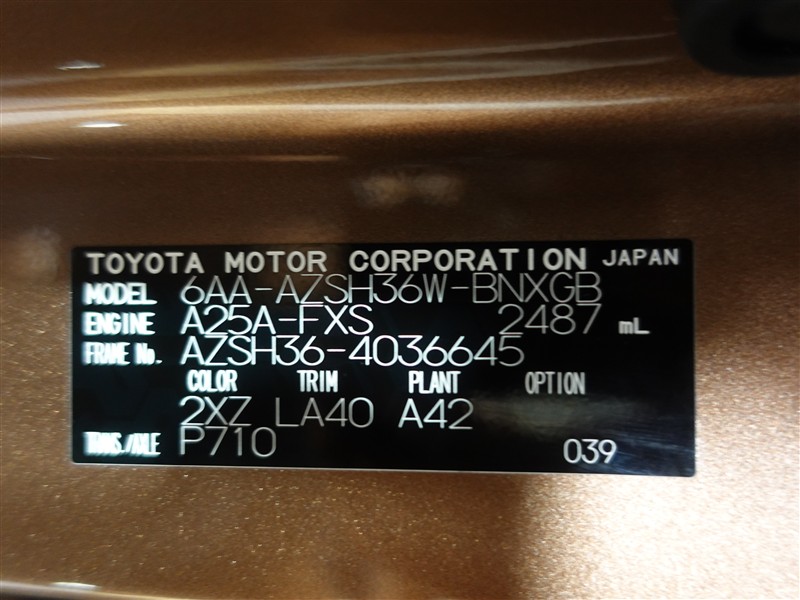 TOYOTA MOTOR CORPORATION JAPAN
MODEL 6AA-AZSH36W-BNXGB
ENGINE A25A-FXS 2487 mL
FRAME No. AZSH36-4036645
COLOR TRIM PLANT OPTION
2XZ LA40 A42
TRANS./AXLE P710 039